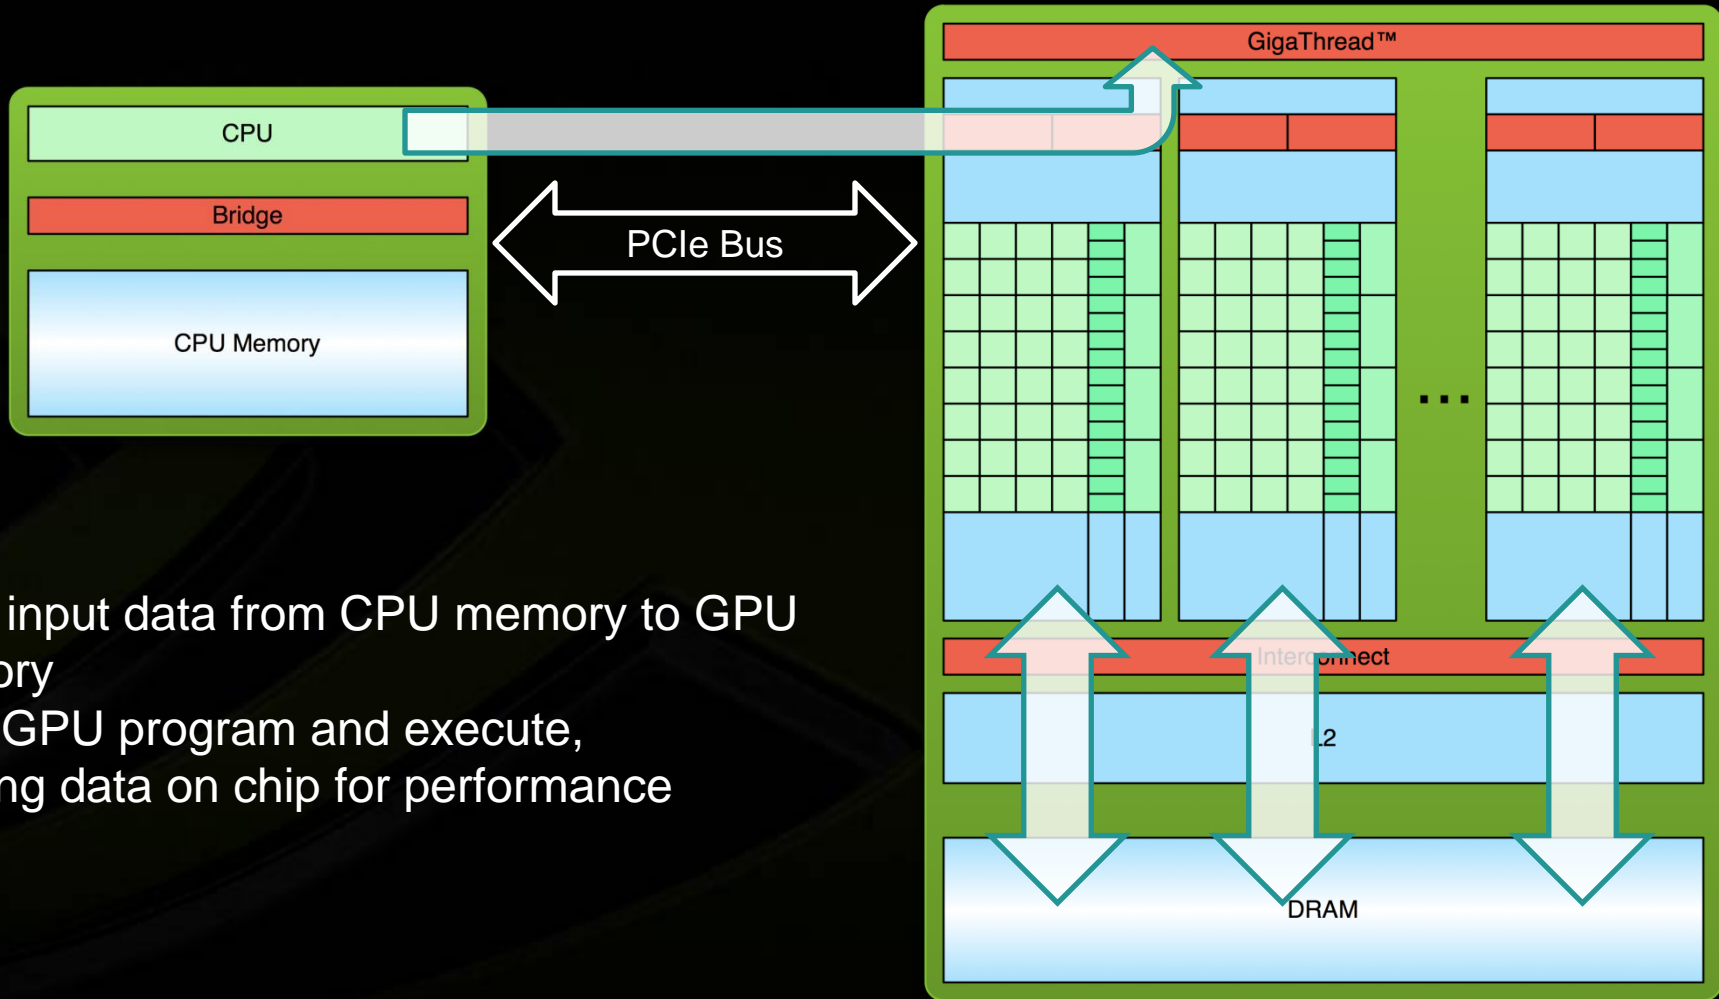 GigaThread™
CPU
Bridge
PCIe Bus
CPU Memory
...
input data from CPU memory to GPU
ory
GPU program and execute,
ng data on chip for performance
Interconnect
L2
DRAM